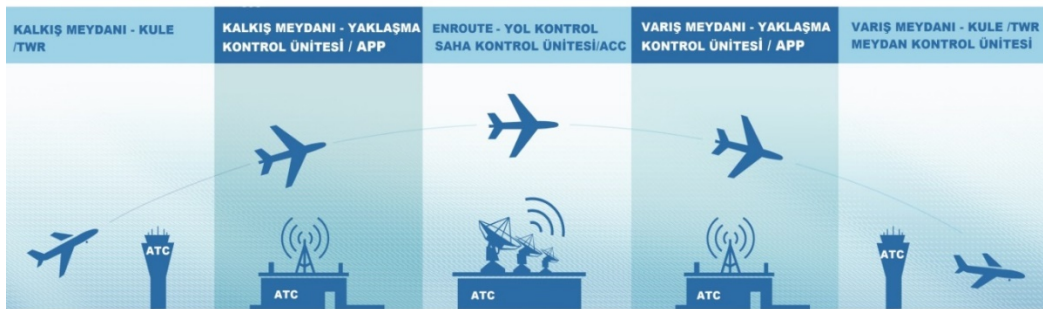 KALKIŞ MEYDANI - KULE
/TWR
KALKIŞ MEYDANI - YAKLAŞMA
KONTROL ÜNİTESİ / APP
ENROUTE - YOL KONTROL
SAHA KONTROL ÜNİTESİ/ACC
VARIŞ MEYDANI - YAKLAŞMA
KONTROL ÜNİTESİ / APP
VARIŞ MEYDANI - KULE /TWR
MEYDAN KONTROL ÜNİTESİ
ATC
ATC
ATC
ATC
ATC